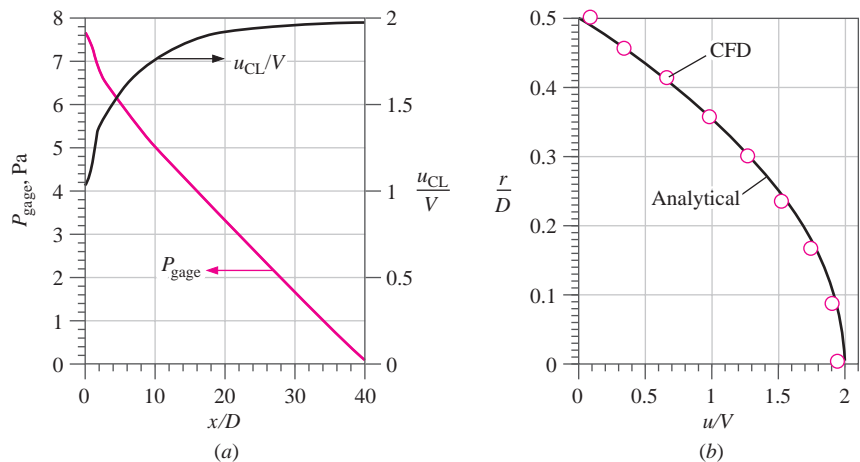 8
7
6
5
4
3
2
1
0
P_gage, Pa
2
1.5
1
0.5
0
u_CL/V
u_CL
V
P_gage
0 10 20 30 40
x/D
(a)
0.5
0.4
0.3
0.2
0.1
0
r
D
CFD
Analytical
0 0.5 1 1.5 2
u/V
(b)